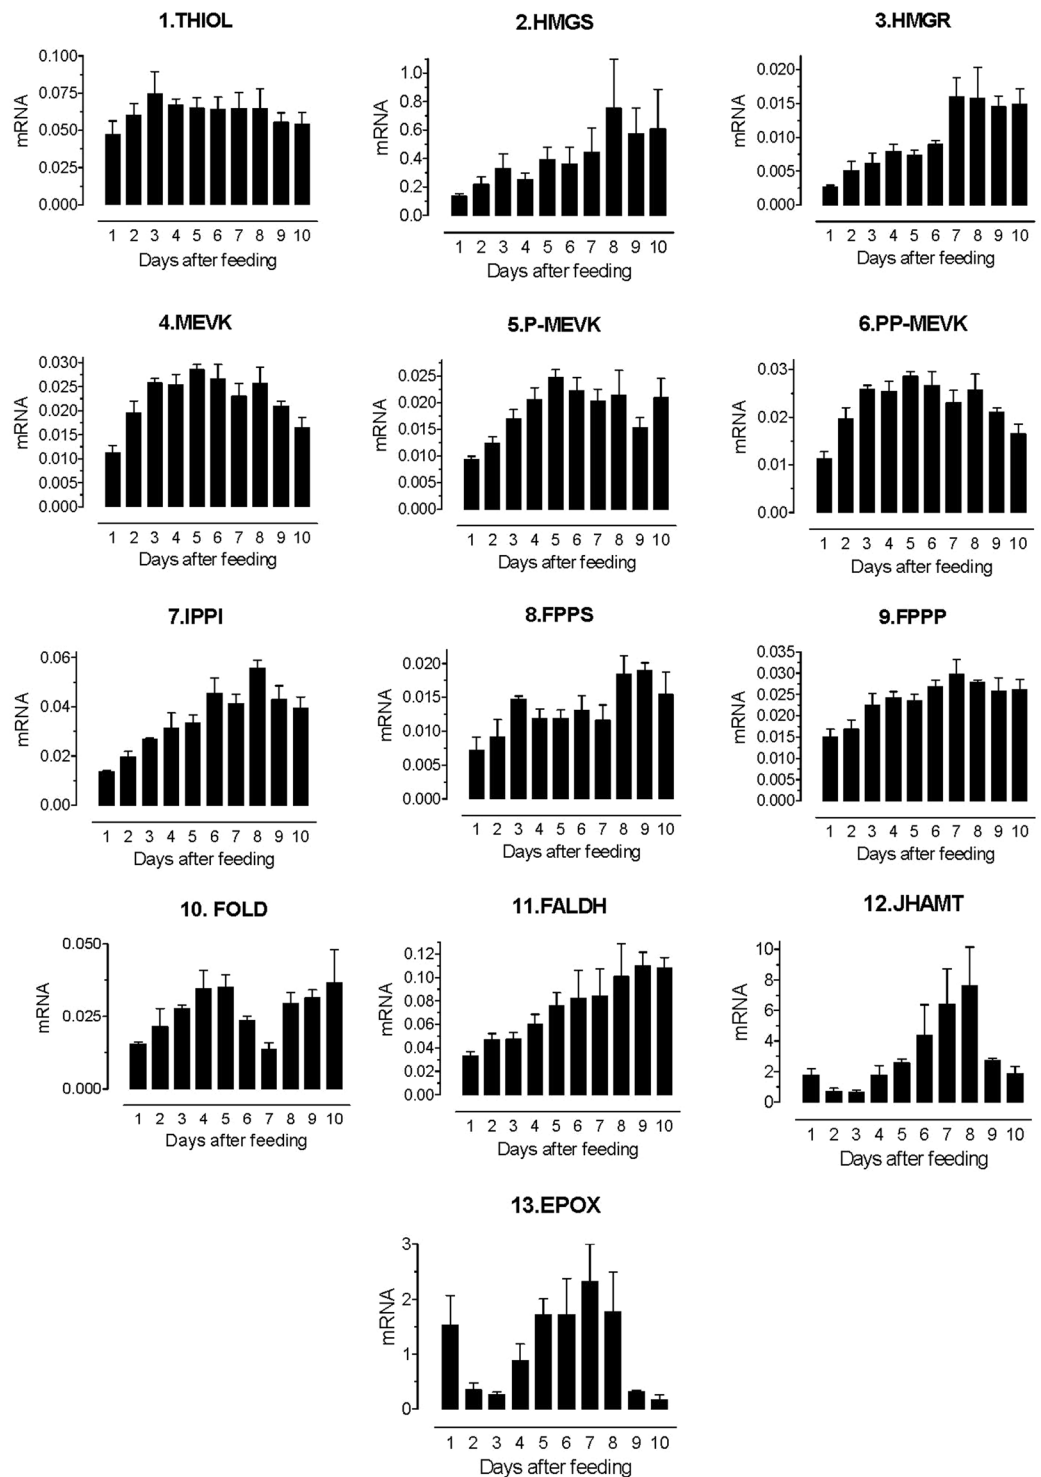 1.THIOL
mRNA
0.100
0.075
0.050
0.025
0.000
1 2 3 4 5 6 7 8 9 10
Days after feeding
2.HMGS
mRNA
1.0
0.8
0.6
0.4
0.2
0.0
1 2 3 4 5 6 7 8 9 10
Days after feeding
3.HMGR
mRNA
0.020
0.015
0.010
0.005
0.000
1 2 3 4 5 6 7 8 9 10
Days after feeding
4.MEVK
mRNA
0.030
0.025
0.020
0.015
0.010
0.005
0.000
1 2 3 4 5 6 7 8 9 10
Days after feeding
5.P-MEVK
mRNA
0.025
0.020
0.015
0.010
0.005
0.000
1 2 3 4 5 6 7 8 9 10
Days after feeding
6.PP-MEVK
mRNA
0.03
0.02
0.01
0.00
1 2 3 4 5 6 7 8 9 10
Days after feeding
7.IPPI
mRNA
0.06
0.04
0.02
0.00
1 2 3 4 5 6 7 8 9 10
Days after feeding
8.FPPS
mRNA
0.020
0.015
0.010
0.005
0.000
1 2 3 4 5 6 7 8 9 10
Days after feeding
9.FPPP
mRNA
0.035
0.030
0.025
0.020
0.015
0.010
0.005
0.000
1 2 3 4 5 6 7 8 9 10
Days after feeding
10. FOLD
mRNA
0.050
0.025
0.000
1 2 3 4 5 6 7 8 9 10
Days after feeding
11.FALDH
mRNA
0.12
0.10
0.08
0.06
0.04
0.02
0.00
1 2 3 4 5 6 7 8 9 10
Days after feeding
12.JHAMT
mRNA
10
8
6
4
2
0
1 2 3 4 5 6 7 8 9 10
Days after feeding
13.EPOX
mRNA
3
2
1
0
1 2 3 4 5 6 7 8 9 10
Days after feeding